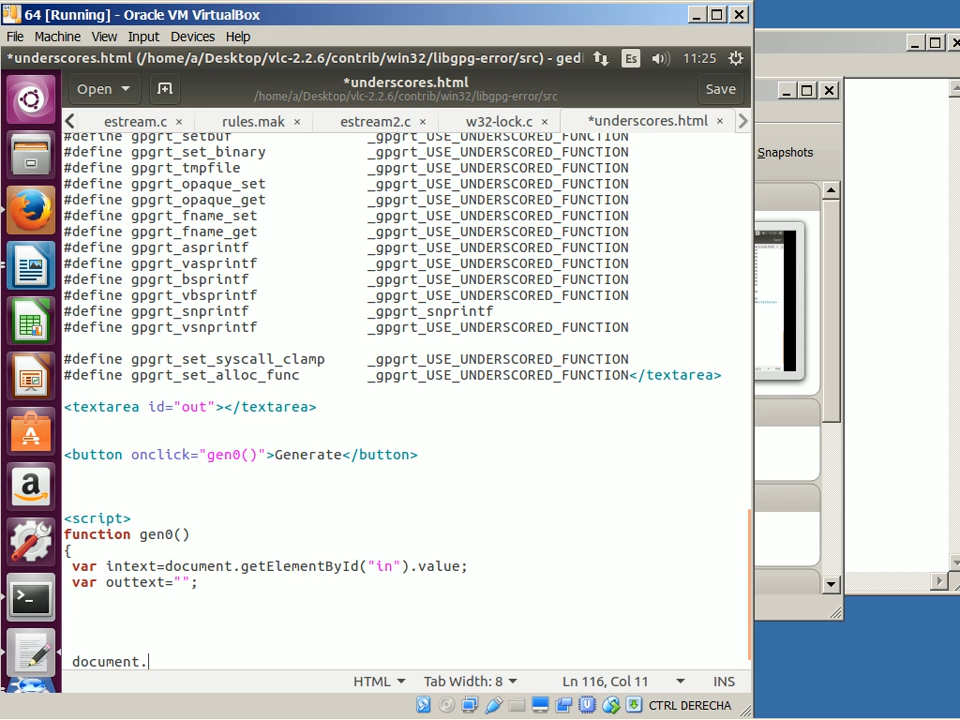 64 [Running] - Oracle VM VirtualBox
File Machine View Input Devices Help
*underscores.html (/home/a/Desktop/vlc-2.2.6/contrib/win32/libgpg-error/src) - ged
Es
11:25
Open
*underscores.html
/home/a/Desktop/vlc-2.2.6/contrib/win32/libgpg-error/src
Save
estream.c × rules.mak × estream2.c × w32-lock.c × *underscores.html ×
#define gpgrt_setbuf _gpgrt_USE_UNDERSCORED_FUNCTION
#define gpgrt_set_binary _gpgrt_USE_UNDERSCORED_FUNCTION
#define gpgrt_tmpfile _gpgrt_USE_UNDERSCORED_FUNCTION
#define gpgrt_opaque_set _gpgrt_USE_UNDERSCORED_FUNCTION
#define gpgrt_opaque_get _gpgrt_USE_UNDERSCORED_FUNCTION
#define gpgrt_fname_set _gpgrt_USE_UNDERSCORED_FUNCTION
#define gpgrt_fname_get _gpgrt_USE_UNDERSCORED_FUNCTION
#define gpgrt_asprintf _gpgrt_USE_UNDERSCORED_FUNCTION
#define gpgrt_vasprintf _gpgrt_USE_UNDERSCORED_FUNCTION
#define gpgrt_bsprintf _gpgrt_USE_UNDERSCORED_FUNCTION
#define gpgrt_vbsprintf _gpgrt_USE_UNDERSCORED_FUNCTION
#define gpgrt_snprintf _gpgrt_snprintf
#define gpgrt_vsnprintf _gpgrt_USE_UNDERSCORED_FUNCTION
#define gpgrt_set_syscall_clamp _gpgrt_USE_UNDERSCORED_FUNCTION
#define gpgrt_set_alloc_func _gpgrt_USE_UNDERSCORED_FUNCTION</textarea>
<textarea id="out"></textarea>
<button onclick="gen0()">Generate</button>
<script>
function gen0()
{
var intext=document.getElementById("in").value;
var outtext="";
document.
HTML Tab Width: 8 Ln 116, Col 11 INS
CTRL DERECHA
Snapshots